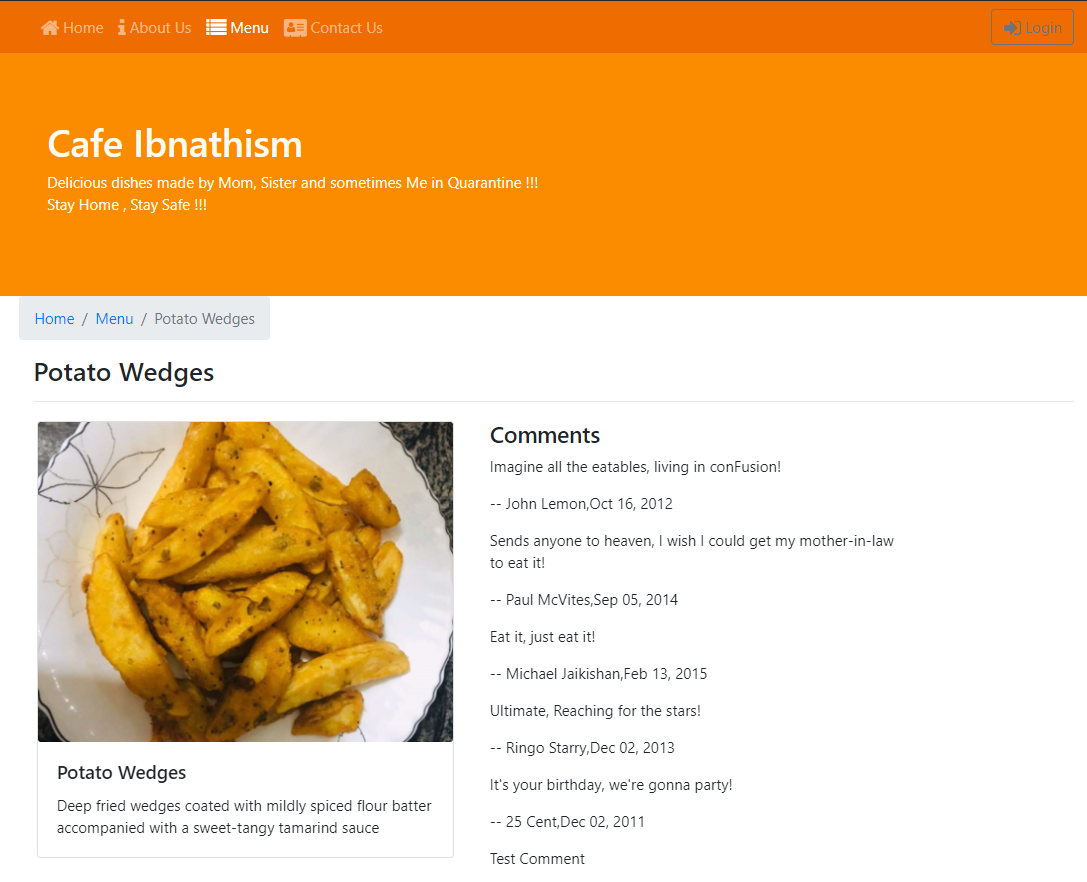 Home About Us Menu Contact Us Login
Cafe Ibnathism
Delicious dishes made by Mom, Sister and sometimes Me in Quarantine !!!
Stay Home , Stay Safe !!!
Home / Menu / Potato Wedges
Potato Wedges
Potato Wedges
Deep fried wedges coated with mildly spiced flour batter
accompanied with a sweet-tangy tamarind sauce
Comments
Imagine all the eatables, living in conFusion!
-- John Lemon,Oct 16, 2012
Sends anyone to heaven, I wish I could get my mother-in-law
to eat it!
-- Paul McVites,Sep 05, 2014
Eat it, just eat it!
-- Michael Jaikishan,Feb 13, 2015
Ultimate, Reaching for the stars!
-- Ringo Starry,Dec 02, 2013
It's your birthday, we're gonna party!
-- 25 Cent,Dec 02, 2011
Test Comment